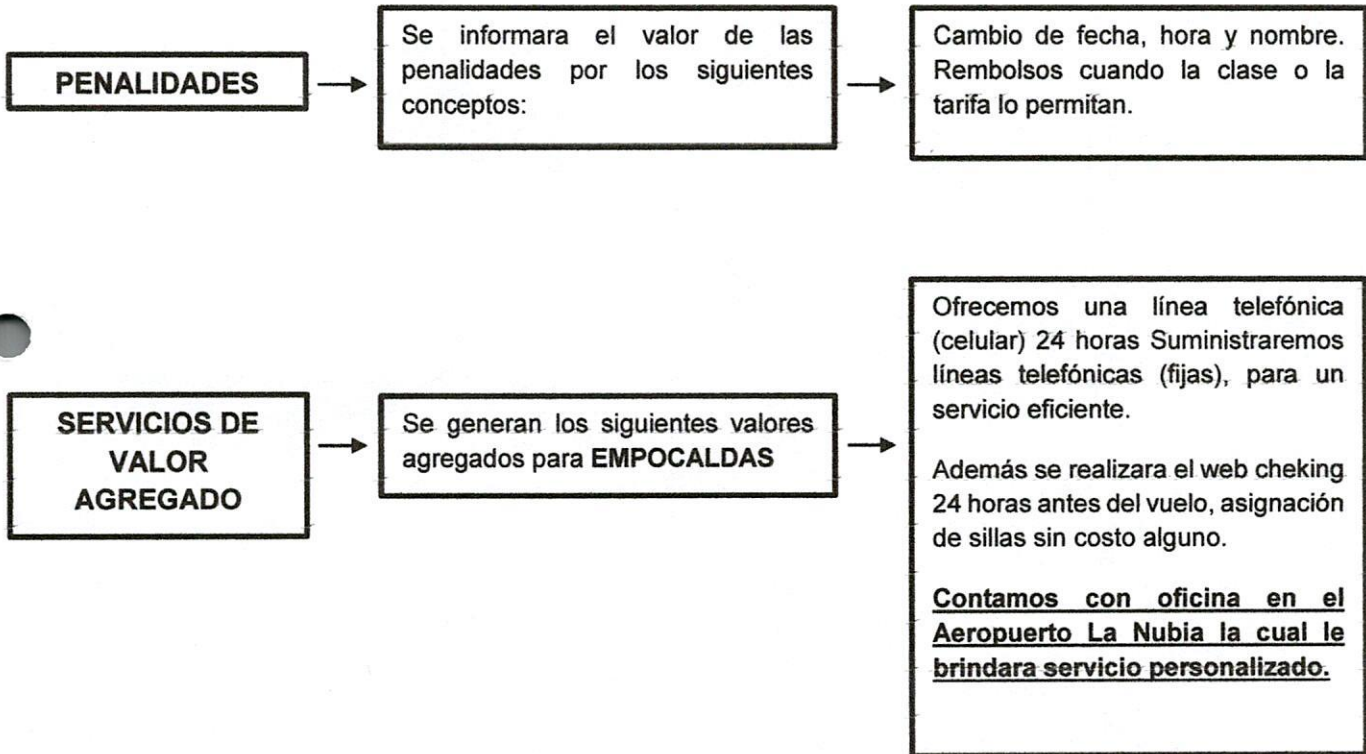 PENALIDADES
Se informara el valor de las
penalidades por los siguientes
conceptos:
Cambio de fecha, hora y nombre.
Rembolsos cuando la clase o la
tarifa lo permitan.
SERVICIOS DE
VALOR
AGREGADO
Se generan los siguientes valores
agregados para EMPOCALDAS
Ofrecemos una línea telefónica
(celular) 24 horas Suministraremos
líneas telefónicas (fijas), para un
servicio eficiente.
Además se realizara el web cheking
24 horas antes del vuelo, asignación
de sillas sin costo alguno.
Contamos con oficina en el
Aeropuerto La Nubia la cual le
brindara servicio personalizado.